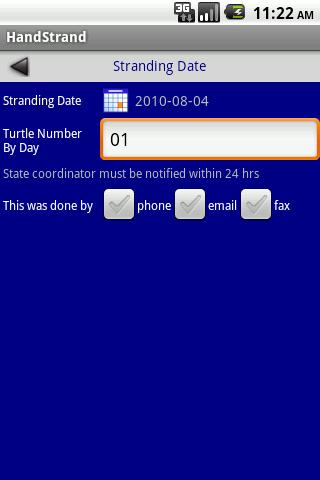 3G
11:22 AM
HandStrand
Stranding Date
Stranding Date 2010-08-04
Turtle Number
By Day
01
State coordinator must be notified within 24 hrs
This was done by phone email fax